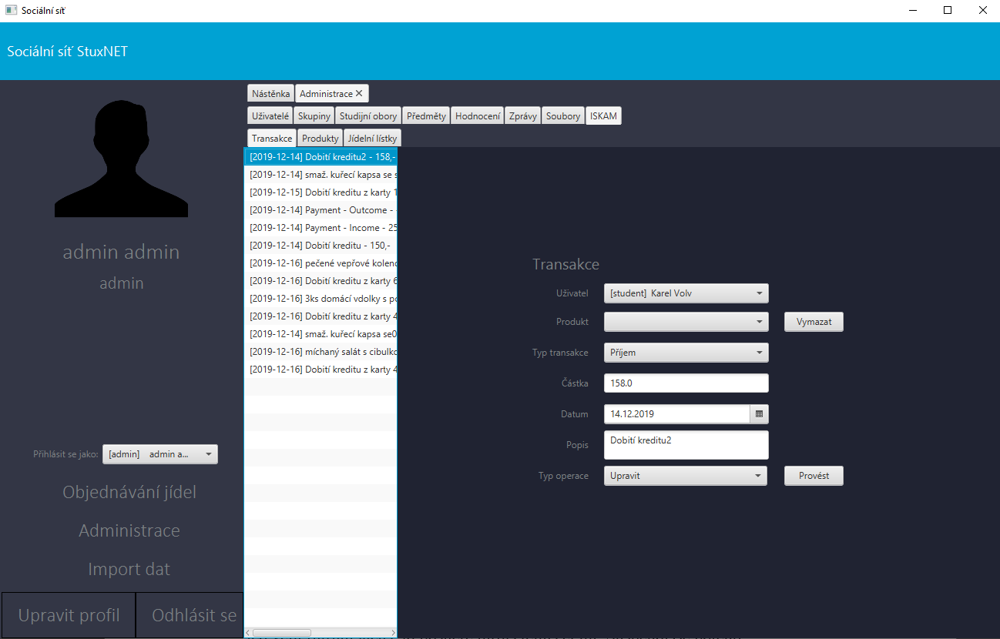 Sociální síť
Sociální síť StuxNET
Nástěnka Administrace
Uživatelé Skupiny Studijní obory Předměty Hodnocení Zprávy Soubory ISKAM
Transakce Produkty Jídelní lístky
[2019-12-14] Dobití kreditu2 - 158,-
[2019-12-14] smaž. kuřecí kapsa se s
[2019-12-15] Dobití kreditu z karty 1
[2019-12-14] Payment - Outcome -
[2019-12-14] Payment - Income - 25
[2019-12-14] Dobití kreditu - 150,-
[2019-12-16] pečené vepřové kolenc
[2019-12-16] Dobití kreditu z karty 6
[2019-12-16] 3ks domácí vdolky s po
[2019-12-16] Dobití kreditu z karty 4
[2019-12-14] smaž. kuřecí kapsa se0
[2019-12-16] míchaný salát s cibulko
[2019-12-16] Dobití kreditu z karty 4
admin admin
admin
Přihlásit se jako: [admin] admin a...
Objednávání jídel
Administrace
Import dat
Upravit profil Odhlásit se
Transakce
Uživatel [student] Karel Volv
Produkt Vymazat
Typ transakce Příjem
Částka 158.0
Datum 14.12.2019
Popis Dobití kreditu2
Typ operace Upravit Provést